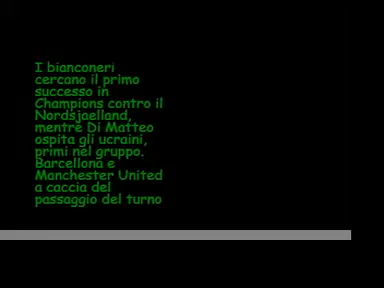 I bianconeri
cercano il primo
successo in
Champions contro il
Nordsjaelland,
mentre Di Matteo
ospita gli ucraini,
primi nel gruppo.
Barcellona e
Manchester United
a caccia del
passaggio del turno